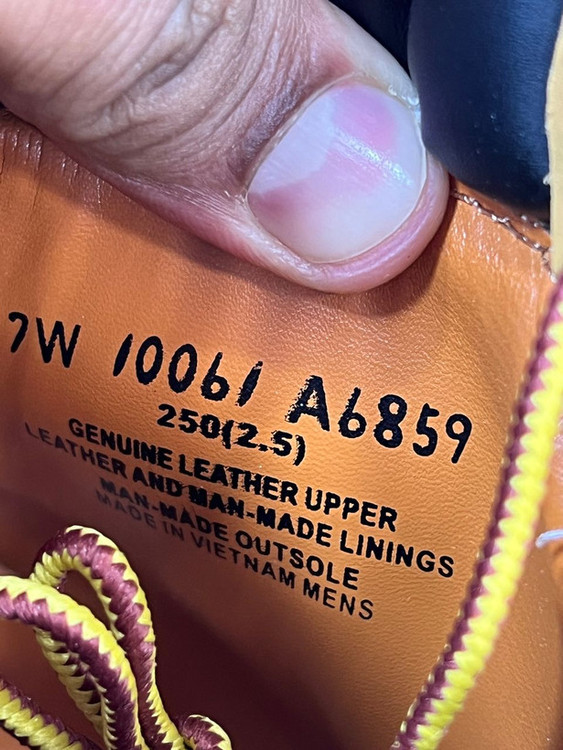 7W 10061 A6859
250(2.5)
GENUINE LEATHER UPPER
LEATHER AND MAN-MADE LININGS
MAN-MADE OUTSOLE
MADE IN VIETNAM MENS